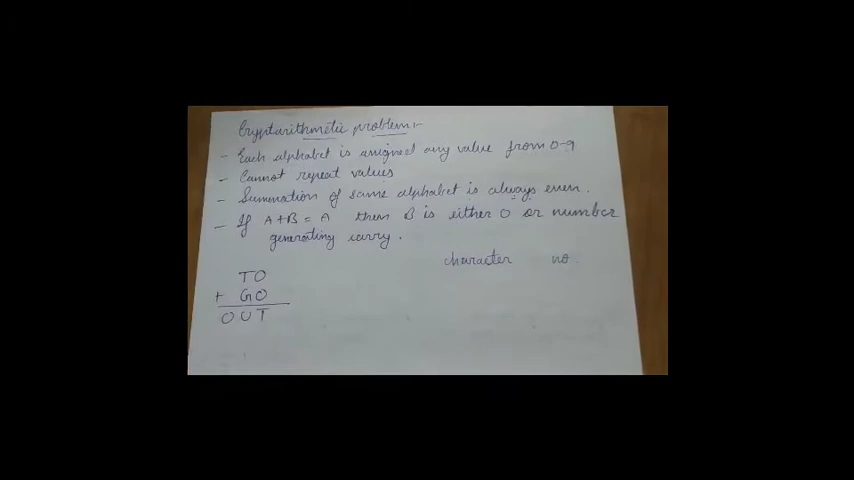 Cryptarithmetic problem:-
- Each alphabet is assigned any value from 0-9
- Cannot repeat values
- Summation of same alphabet is always even.
- If A+B = A then B is either 0 or number
generating carry.
character no.
TO
+ GO
OUT